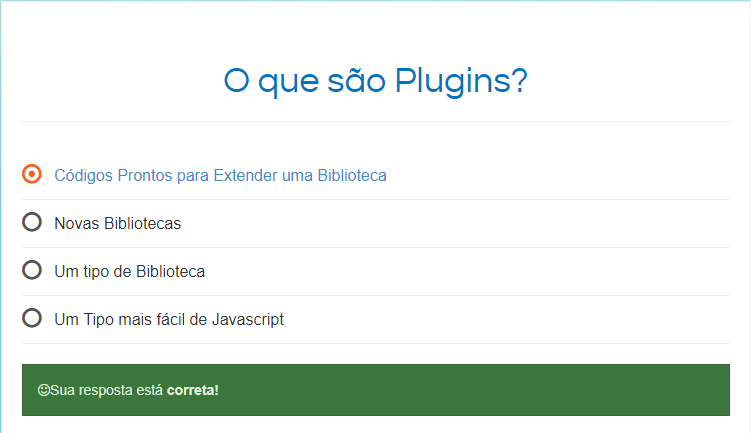 O que são Plugins?
Códigos Prontos para Extender uma Biblioteca
Novas Bibliotecas
Um tipo de Biblioteca
Um Tipo mais fácil de Javascript
Sua resposta está correta!